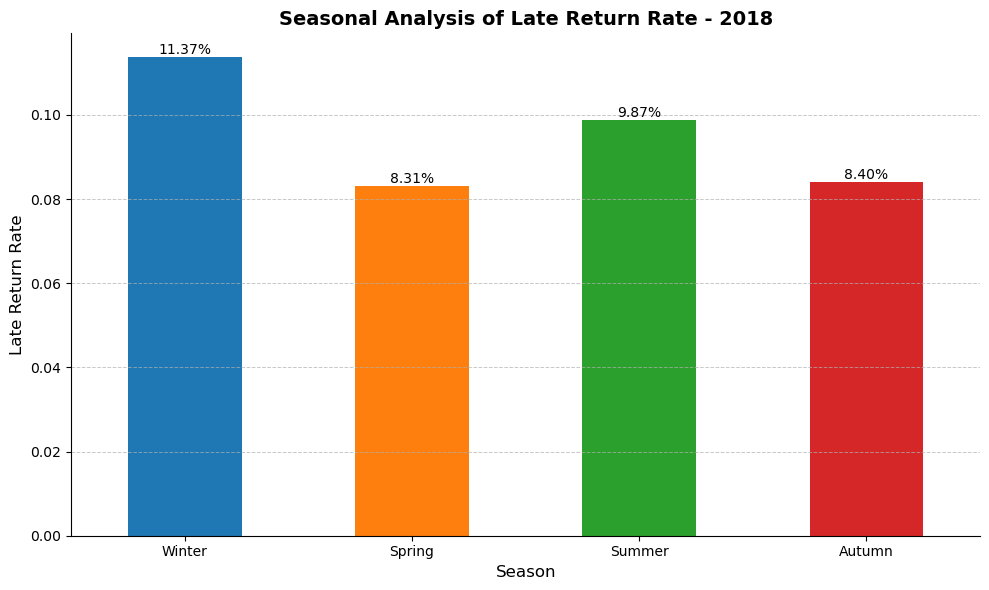 Seasonal Analysis of Late Return Rate - 2018
11.37%
8.31%
9.87%
8.40%
0.10
0.08
0.06
0.04
0.02
0.00
Late Return Rate
Winter Spring Summer Autumn
Season